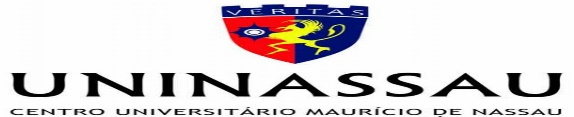 VERITAS
UNINASSAU
CENTRO UNIVERSITÁRIO MAURÍCIO DE NASSAU